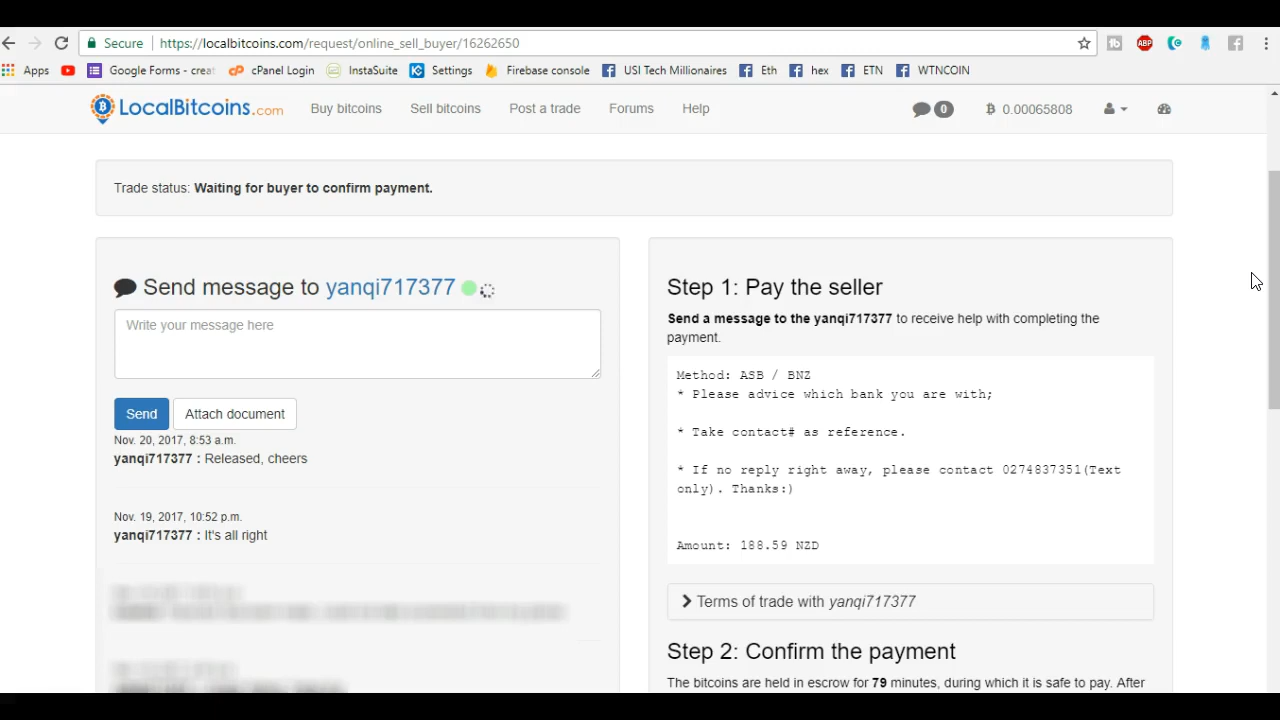 Secure https://localbitcoins.com/request/online_sell_buyer/16262650
Apps Google Forms - creat cPanel Login InstaSuite Settings Firebase console USI Tech Millionaires Eth hex ETN WTNCOIN
LocalBitcoins.com Buy bitcoins Sell bitcoins Post a trade Forums Help 0 0.00065808
Trade status: Waiting for buyer to confirm payment.
Send message to yanqi717377
Write your message here
Send Attach document
Nov. 20, 2017, 8:53 a.m.
yanqi717377 : Released, cheers
Nov. 19, 2017, 10:52 p.m.
yanqi717377 : It's all right
Step 1: Pay the seller
Send a message to the yanqi717377 to receive help with completing the
payment.
Method: ASB / BNZ
* Please advice which bank you are with;
* Take contact# as reference.
* If no reply right away, please contact 0274837351(Text
only). Thanks:)
Amount: 188.59 NZD
Terms of trade with yanqi717377
Step 2: Confirm the payment
The bitcoins are held in escrow for 79 minutes, during which it is safe to pay. After